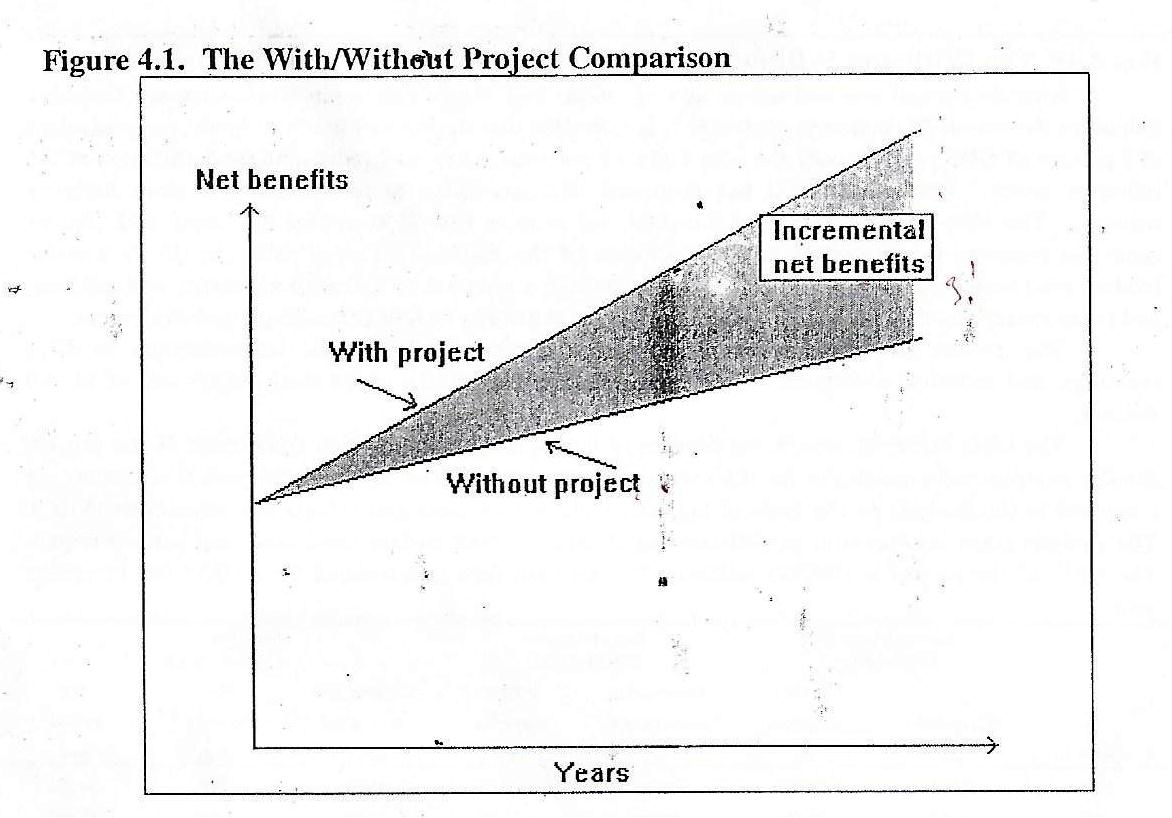 Figure 4.1. The With/Without Project Comparison
Net benefits
Incremental
net benefits
With project
Without project
Years